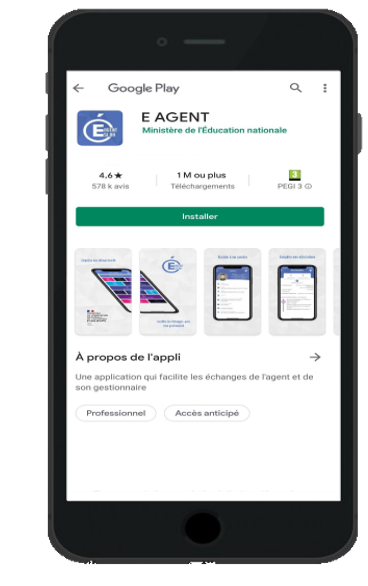 Google Play
E AGENT
Ministère de l'Éducation nationale
4,6★
578 k avis
1 M ou plus
Téléchargements
3
PEGI 3
Installer
À propos de l'appli
Une application qui facilite les échanges de l'agent et de
son gestionnaire
Professionnel
Accès anticipé